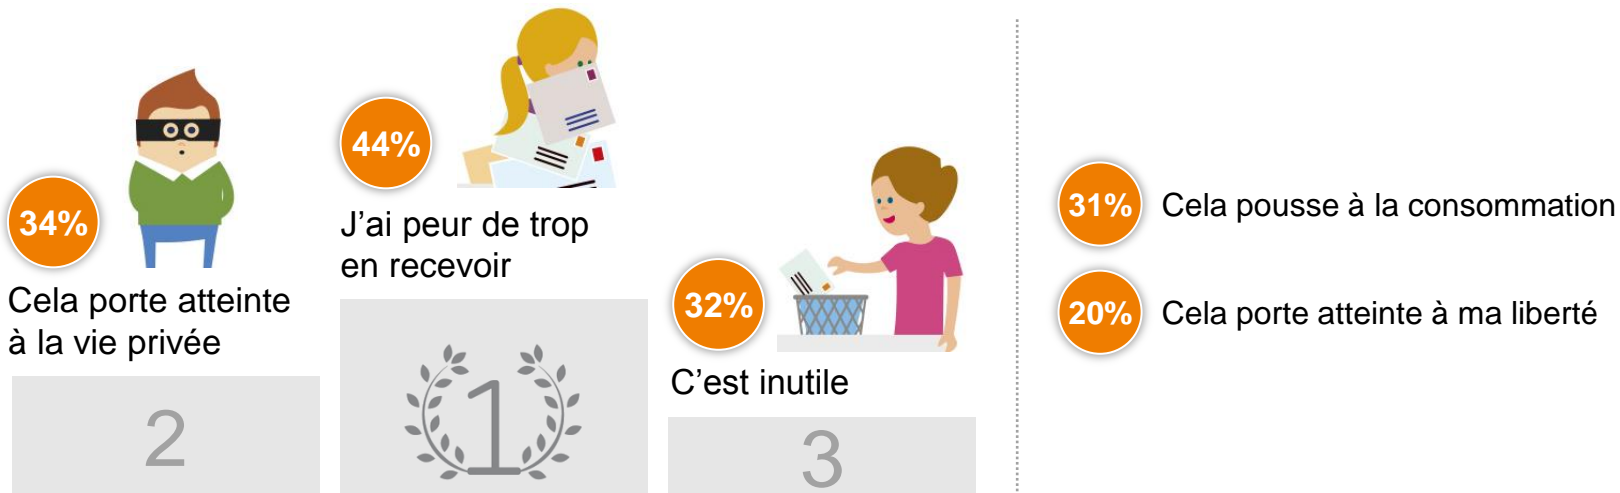 34%
Cela porte atteinte
à la vie privée
2
44%
J’ai peur de trop
en recevoir
1
32%
C’est inutile
3
31% Cela pousse à la consommation
20% Cela porte atteinte à ma liberté